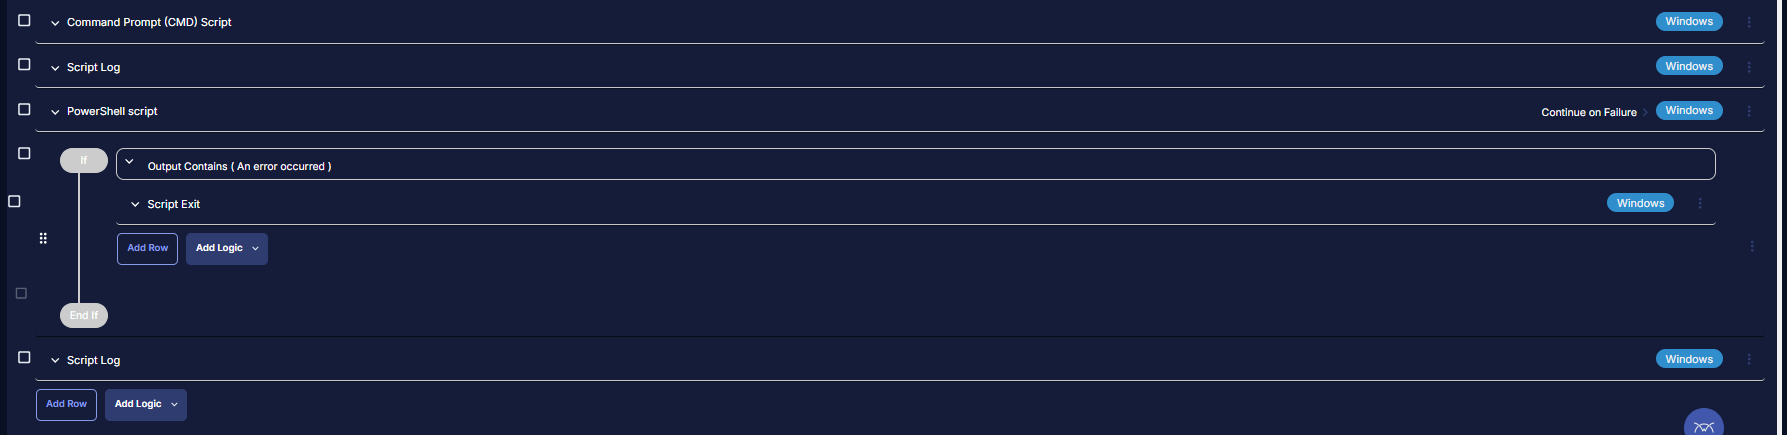 Command Prompt (CMD) Script Windows
Script Log Windows
PowerShell script Continue on Failure Windows
If Output Contains ( An error occurred )
Script Exit Windows
Add Row Add Logic
End If
Script Log Windows
Add Row Add Logic